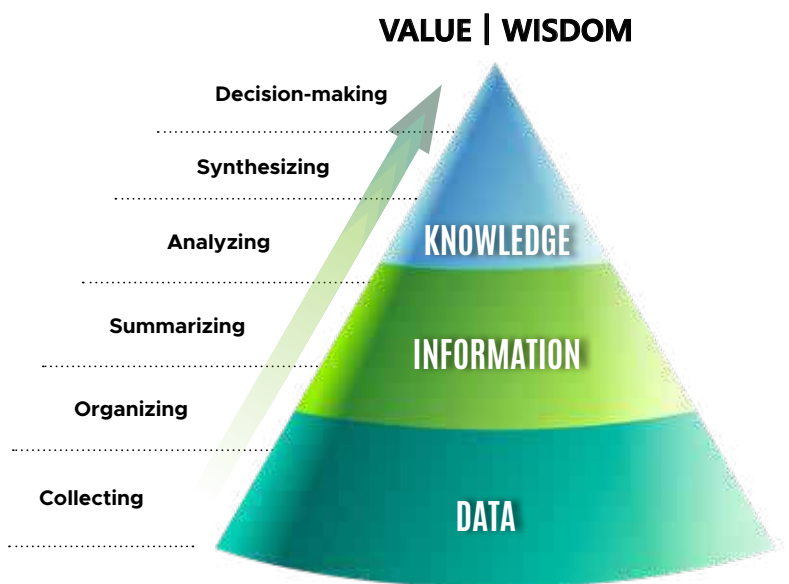 VALUE | WISDOM
Decision-making
Synthesizing
Analyzing
KNOWLEDGE
Summarizing
INFORMATION
Organizing
Collecting
DATA